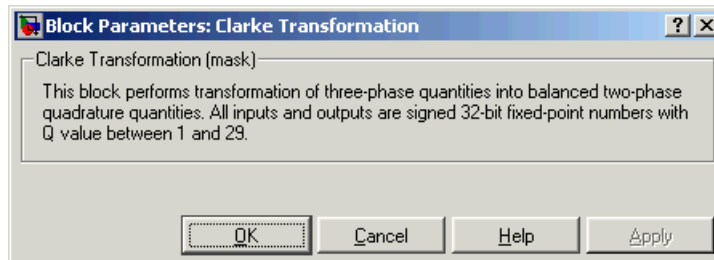 Block Parameters: Clarke Transformation
Clarke Transformation (mask)
This block performs transformation of three-phase quantities into balanced two-phase
quadrature quantities. All inputs and outputs are signed 32-bit fixed-point numbers with
Q value between 1 and 29.
OK Cancel Help Apply